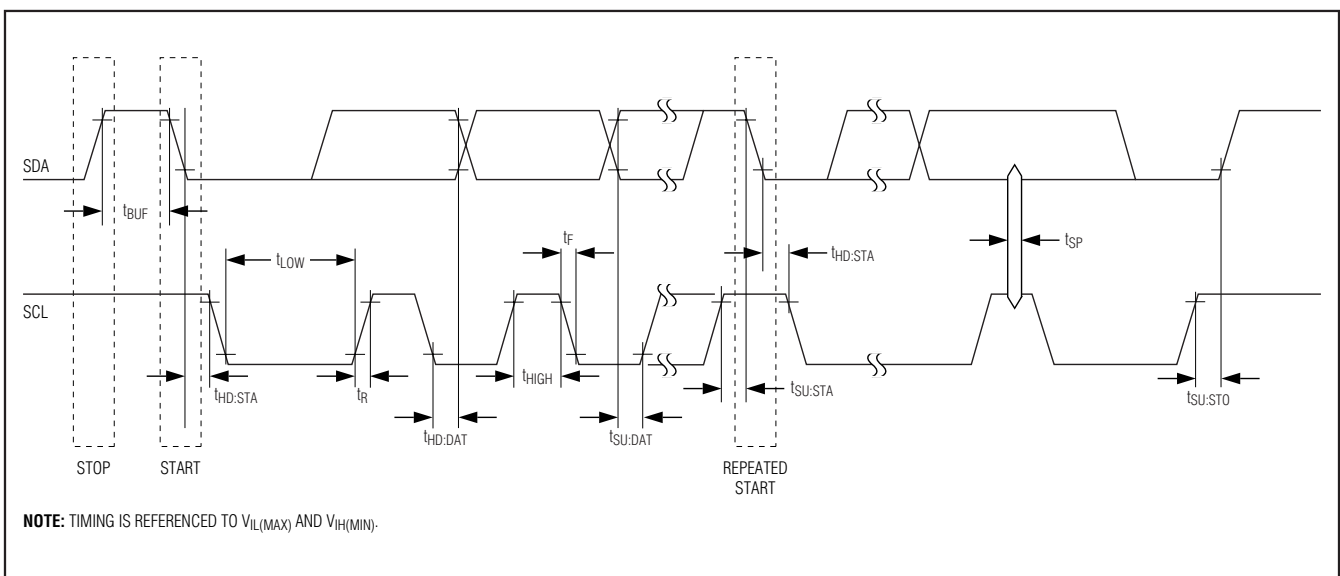 SDA
tBUF
tF
tSP
tHD:STA
tLOW
SCL
tHD:STA
tR
tHIGH
tSU:STA
tSU:STO
tHD:DAT
tSU:DAT
STOP
START
REPEATED
START
NOTE: TIMING IS REFERENCED TO VIL(MAX) AND VIH(MIN).